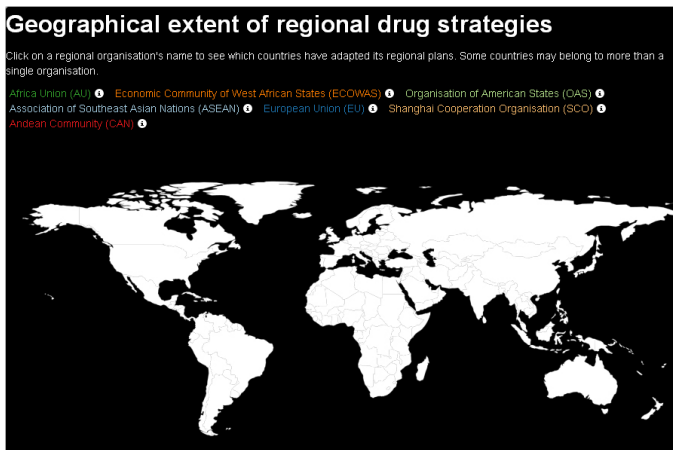 Geographical extent of regional drug strategies
Click on a regional organisation's name to see which countries have adapted its regional plans. Some countries may belong to more than a
single organisation.
Africa Union (AU) Economic Community of West African States (ECOWAS) Organisation of American States (OAS)
Association of Southeast Asian Nations (ASEAN) European Union (EU) Shanghai Cooperation Organisation (SCO)
Andean Community (CAN)